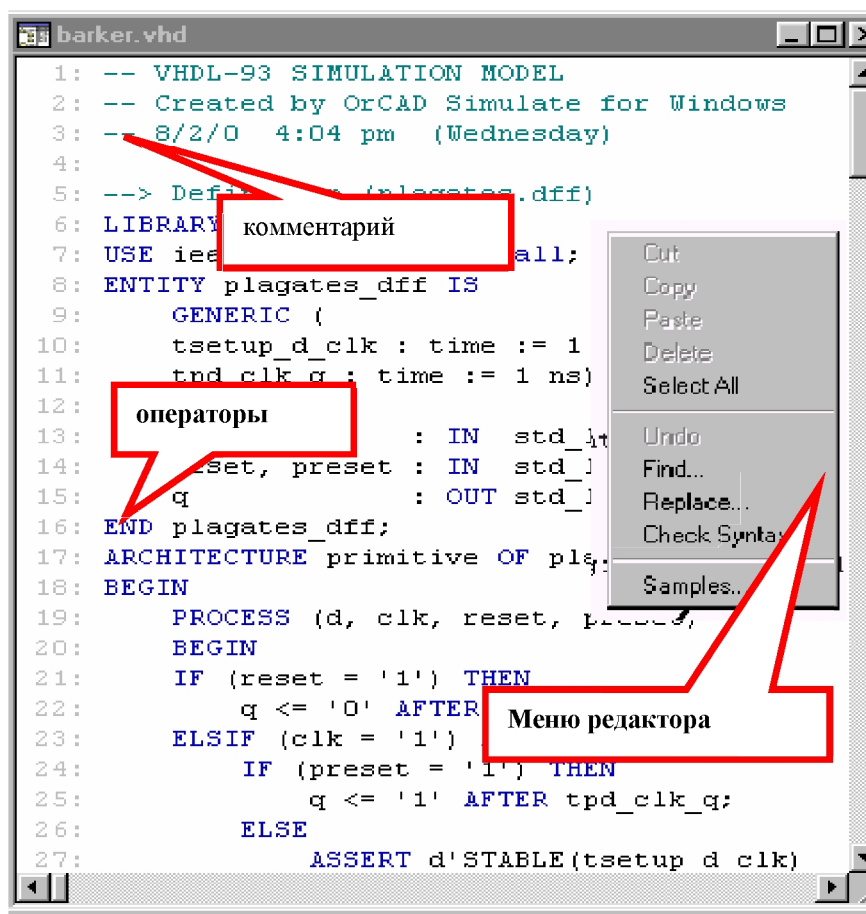 barker.vhd
1: -- VHDL-93 SIMULATION MODEL
2: -- Created by OrCAD Simulate for Windows
3: -- 8/2/0 4:04 pm (Wednesday)
4:
5: --> (plagates.dff)
6: LIBRARY
7: USE all;
8: ENTITY plagates_dff IS
9: GENERIC (
10: tsetup_d_clk : time := 1
11: tpd_clk_q : time := 1 ns)
12:
13: : IN
14: preset : IN
15: q : OUT
16: END plagates_dff;
17: ARCHITECTURE primitive OF
18: BEGIN
19: PROCESS (d, clk, reset,
20: BEGIN
21: IF (reset = '1') THEN
22: q <= '0' AFTER
23: ELSIF (clk = '1')
24: IF (preset = '1') THEN
25: q <= '1' AFTER tpd_clk_q;
26: ELSE
27: ASSERT d'STABLE(tsetup_d_clk)
комментарий
операторы
Меню редактора
Cut
Copy
Paste
Delete
Select All
Undo
Find...
Replace...
Check
Samples...